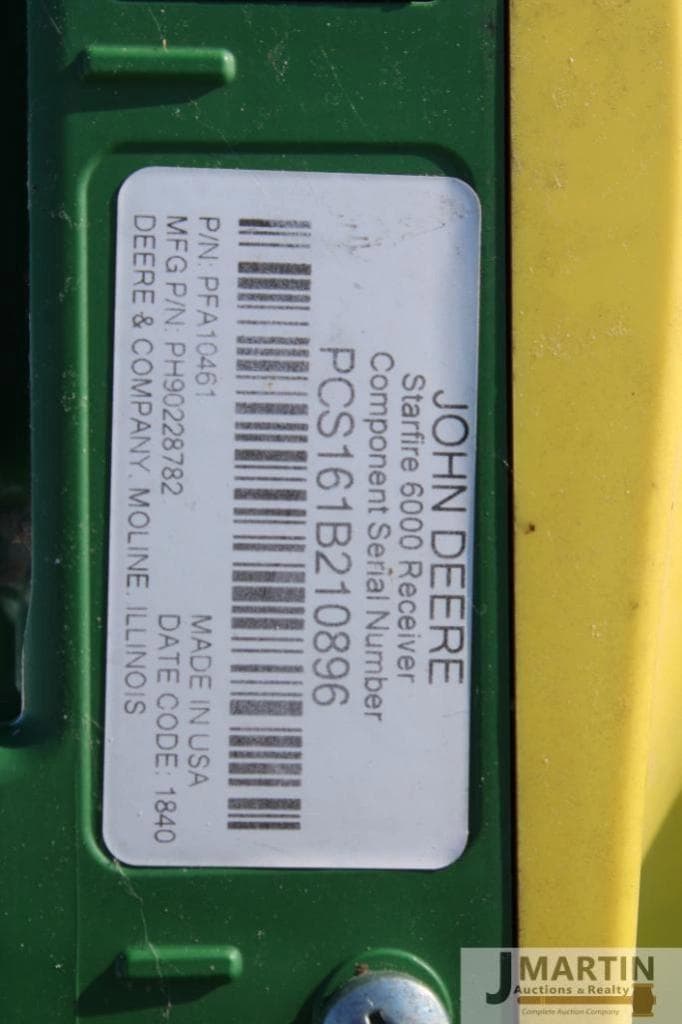 JOHN DEERE
Starfire 6000 Receiver
Component Serial Number
PCS161B210896
P/N: PFA10461
MADE IN USA
MFG P/N: PH90228782
DATE CODE: 1840
DEERE & COMPANY. MOLINE. ILLINOIS
J MARTIN
Auctions & Realty
Complete Auction Company